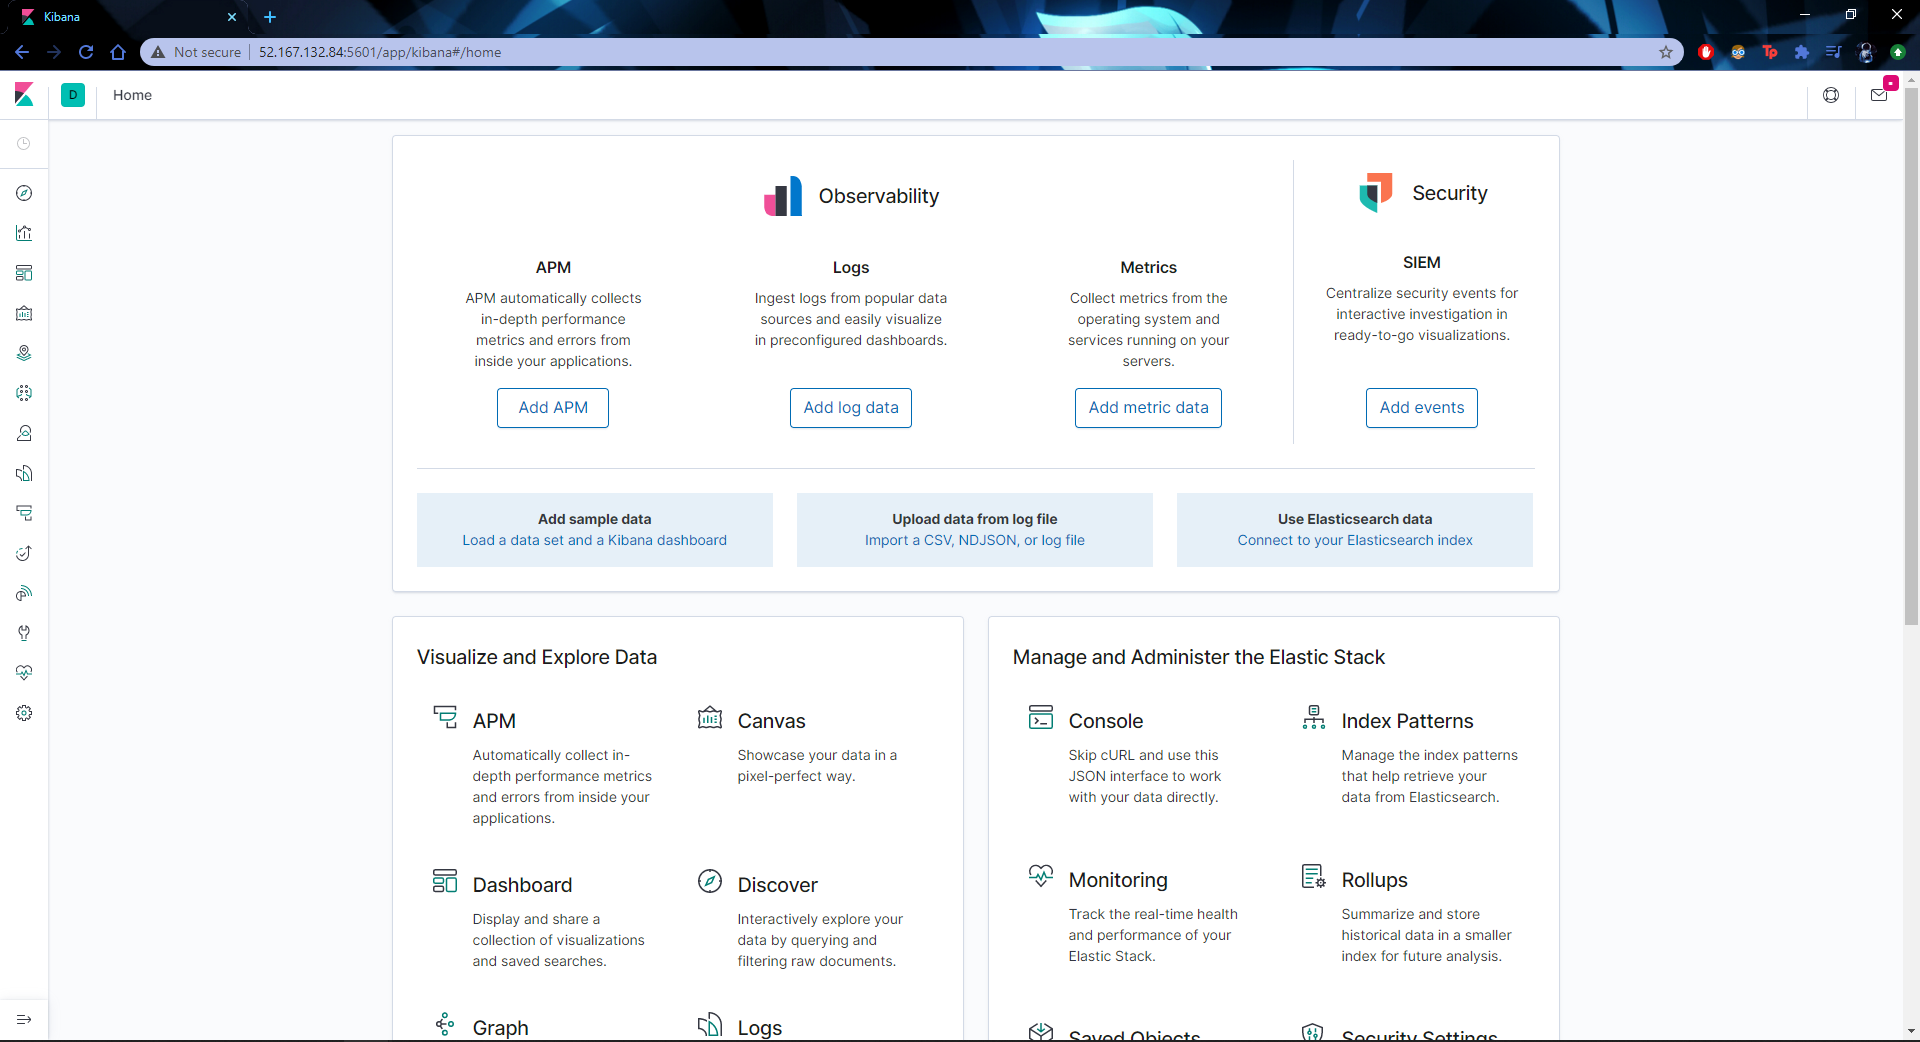 Kibana
Not secure
52.167.132.84:5601/app/kibana#/home
Tp
D
Home
Observability
Security
APM
APM automatically collects
in-depth performance
metrics and errors from
inside your applications.
Add APM
Logs
Ingest logs from popular data
sources and easily visualize
in preconfigured dashboards.
Add log data
Metrics
Collect metrics from the
operating system and
services running on your
servers.
Add metric data
SIEM
Centralize security events for
interactive investigation in
ready-to-go visualizations.
Add events
Add sample data
Load a data set and a Kibana dashboard
Upload data from log file
Import a CSV, NDJSON, or log file
Use Elasticsearch data
Connect to your Elasticsearch index
Visualize and Explore Data
APM
Automatically collect in-
depth performance metrics
and errors from inside your
applications.
Canvas
Showcase your data in a
pixel-perfect way.
Dashboard
Display and share a
collection of visualizations
and saved searches.
Discover
Interactively explore your
data by querying and
filtering raw documents.
Graph
Logs
Manage and Administer the Elastic Stack
Console
Skip cURL and use this
JSON interface to work
with your data directly.
Index Patterns
Manage the index patterns
that help retrieve your
data from Elasticsearch.
Monitoring
Track the real-time health
and performance of your
Elastic Stack.
Rollups
Summarize and store
historical data in a smaller
index for future analysis.
Saved Objects
Security Settings